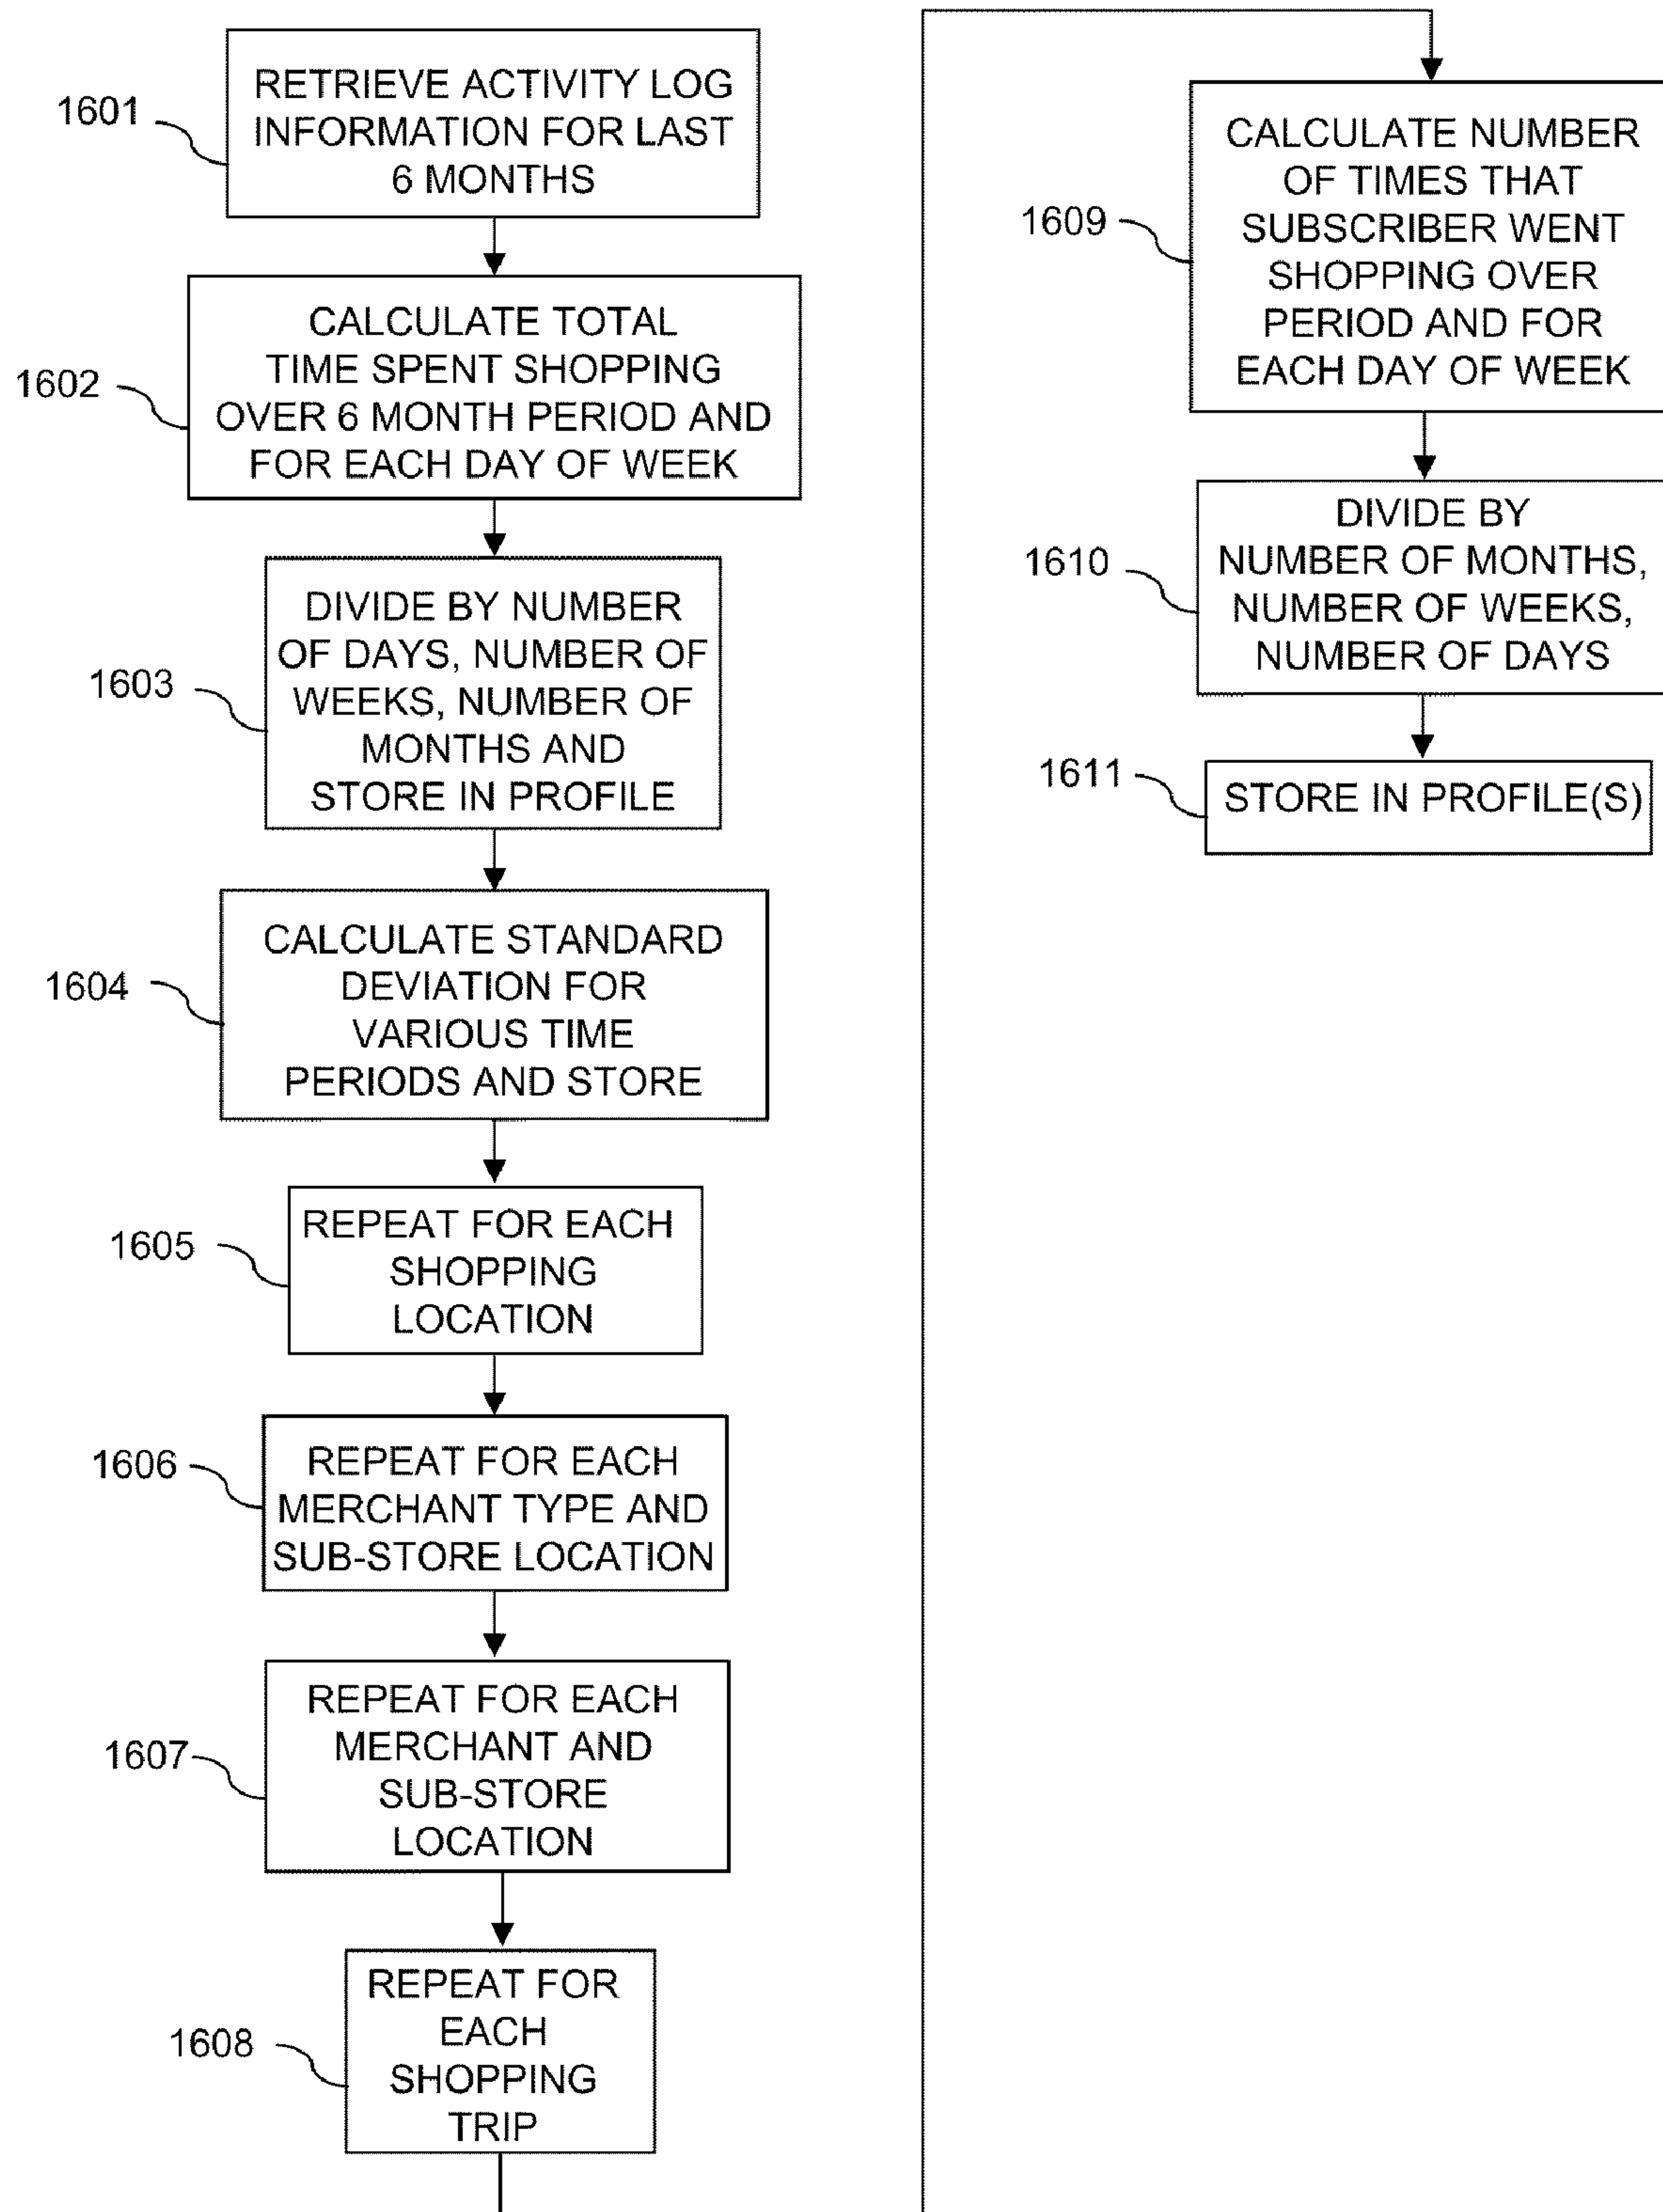 1601
RETRIEVE ACTIVITY LOG
INFORMATION FOR LAST
6 MONTHS
1602
CALCULATE TOTAL
TIME SPENT SHOPPING
OVER 6 MONTH PERIOD AND
FOR EACH DAY OF WEEK
1603
DIVIDE BY NUMBER
OF DAYS, NUMBER OF
WEEKS, NUMBER OF
MONTHS AND
STORE IN PROFILE
1604
CALCULATE STANDARD
DEVIATION FOR
VARIOUS TIME
PERIODS AND STORE
1605
REPEAT FOR EACH
SHOPPING
LOCATION
1606
REPEAT FOR EACH
MERCHANT TYPE AND
SUB-STORE LOCATION
1607
REPEAT FOR EACH
MERCHANT AND
SUB-STORE
LOCATION
1608
REPEAT FOR
EACH
SHOPPING
TRIP
1609
CALCULATE NUMBER
OF TIMES THAT
SUBSCRIBER WENT
SHOPPING OVER
PERIOD AND FOR
EACH DAY OF WEEK
1610
DIVIDE BY
NUMBER OF MONTHS,
NUMBER OF WEEKS,
NUMBER OF DAYS
1611
STORE IN PROFILE(S)